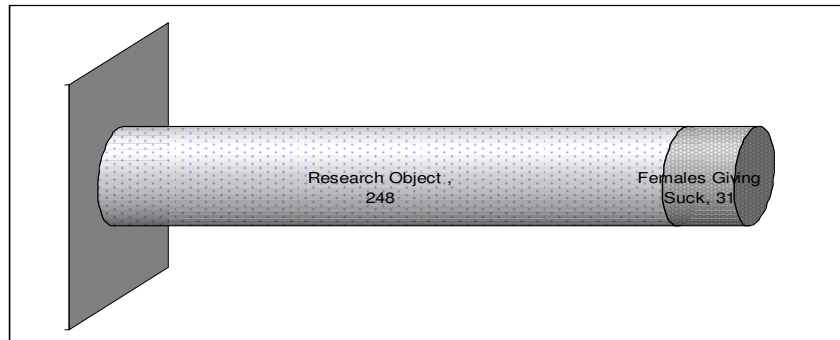 Research Object ,
248
Females Giving
Suck, 31